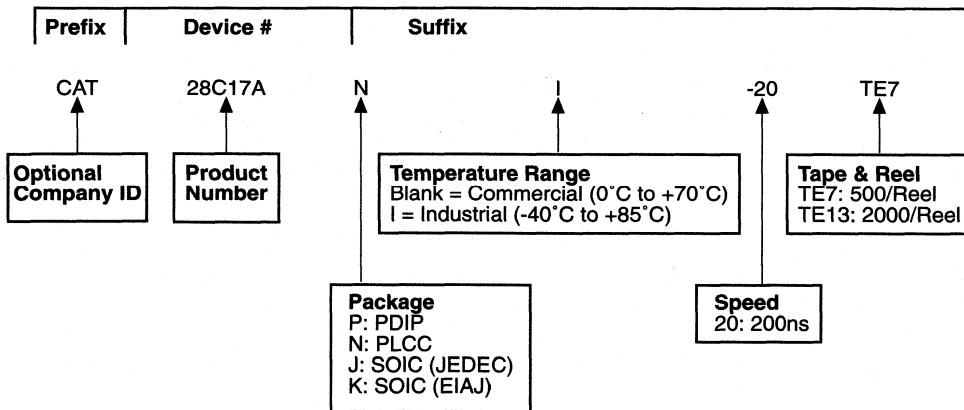 Prefix Device # Suffix
CAT 28C17A N I -20 TE7
Optional
Company ID
Product
Number
Temperature Range
Blank = Commercial (0˚C to +70˚C)
I = Industrial (-40˚C to +85˚C)
Tape & Reel
TE7: 500/Reel
TE13: 2000/Reel
Package
P: PDIP
N: PLCC
J: SOIC (JEDEC)
K: SOIC (EIAJ)
Speed
20: 200ns